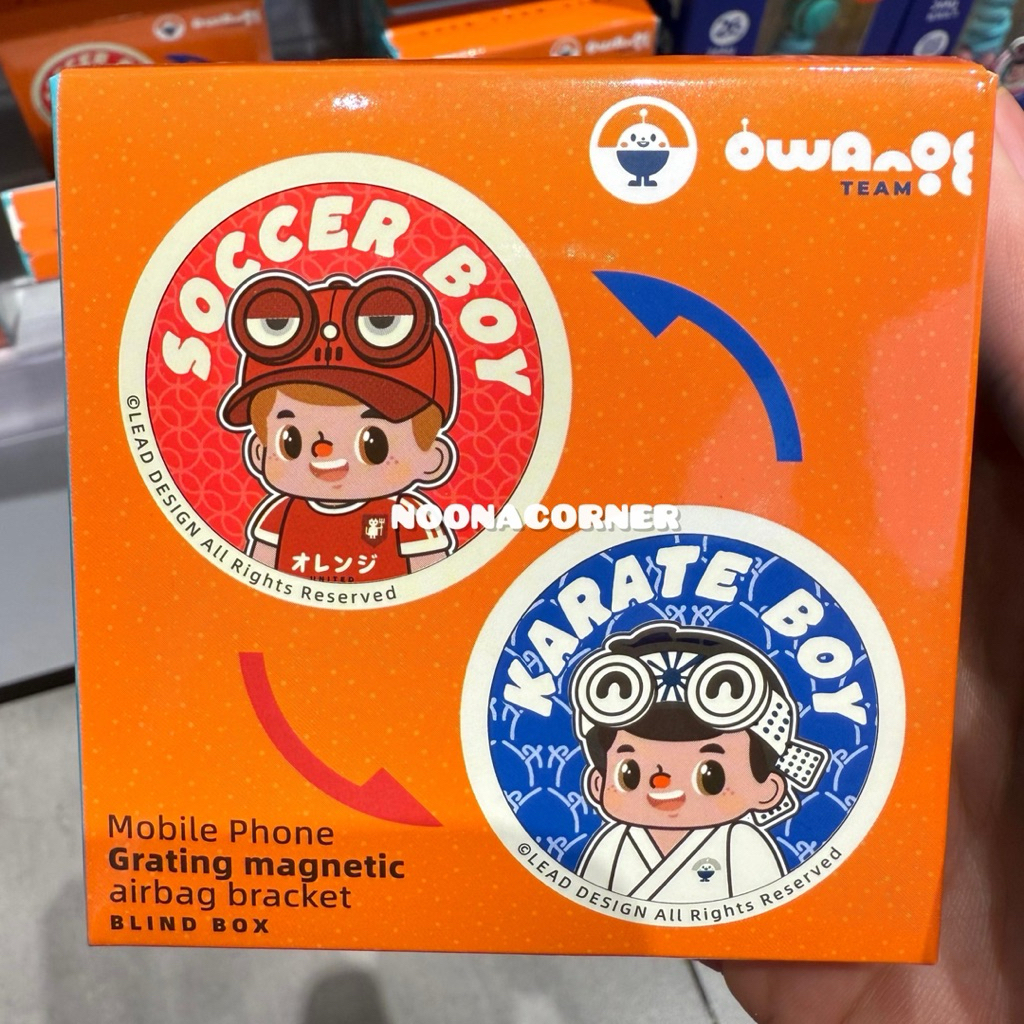 OWANGE
TEAM
SOCCER BOY
オレンジ
UNITED
©LEAD DESIGN All Rights Reserved
NOONACORNER
KARATE BOY
©LEAD DESIGN All Rights Reserved
Mobile Phone
Grating magnetic
airbag bracket
BLIND BOX